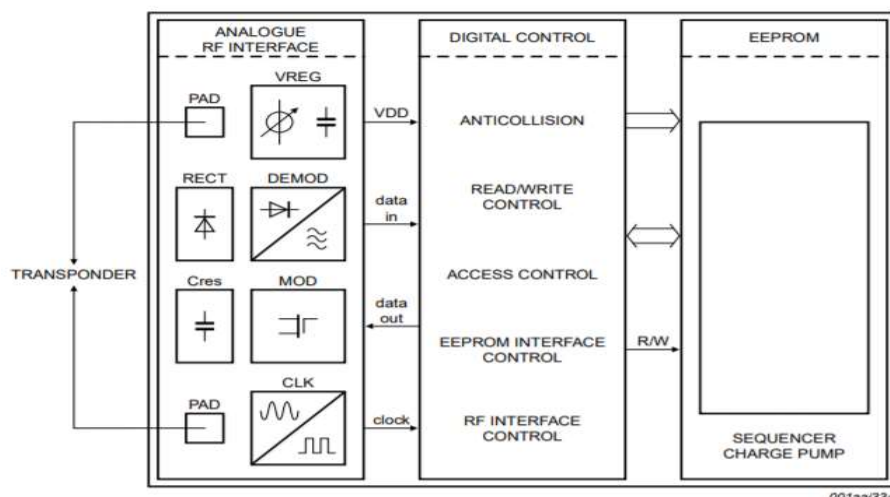 ANALOGUE
RF INTERFACE
DIGITAL CONTROL
EEPROM
VREG
PAD
VDD
ANTICOLLISION
RECT
DEMOD
data
in
READ/WRITE
CONTROL
TRANSPONDER
ACCESS CONTROL
Cres
MOD
data
out
EEPROM INTERFACE
CONTROL
R/W
CLK
PAD
clock
RF INTERFACE
CONTROL
SEQUENCER
CHARGE PUMP